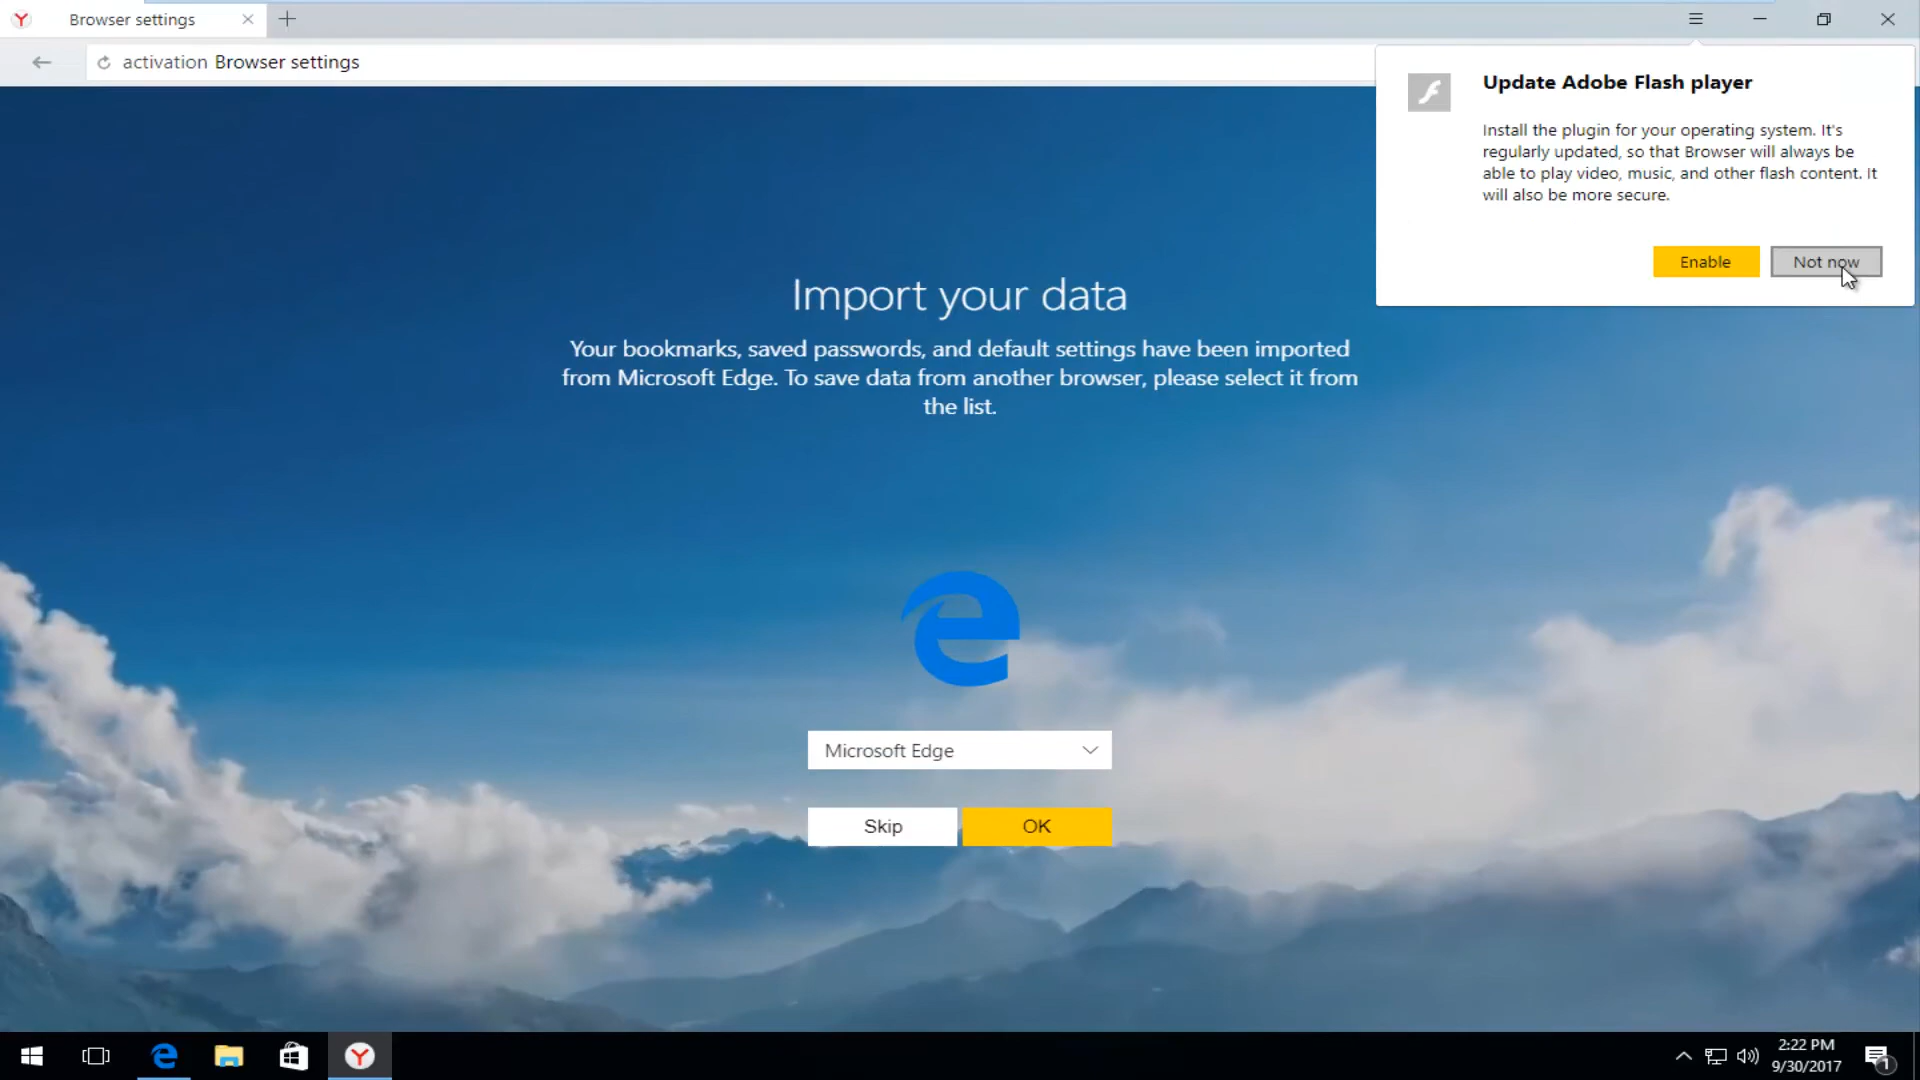 Browser settings
activation Browser settings
Update Adobe Flash player
Install the plugin for your operating system. It's
regularly updated, so that Browser will always be
able to play video, music, and other flash content. It
will also be more secure.
Enable
Not now
Import your data
Your bookmarks, saved passwords, and default settings have been imported
from Microsoft Edge. To save data from another browser, please select it from
the list.
Microsoft Edge
Skip
OK
2:22 PM
9/30/2017
1